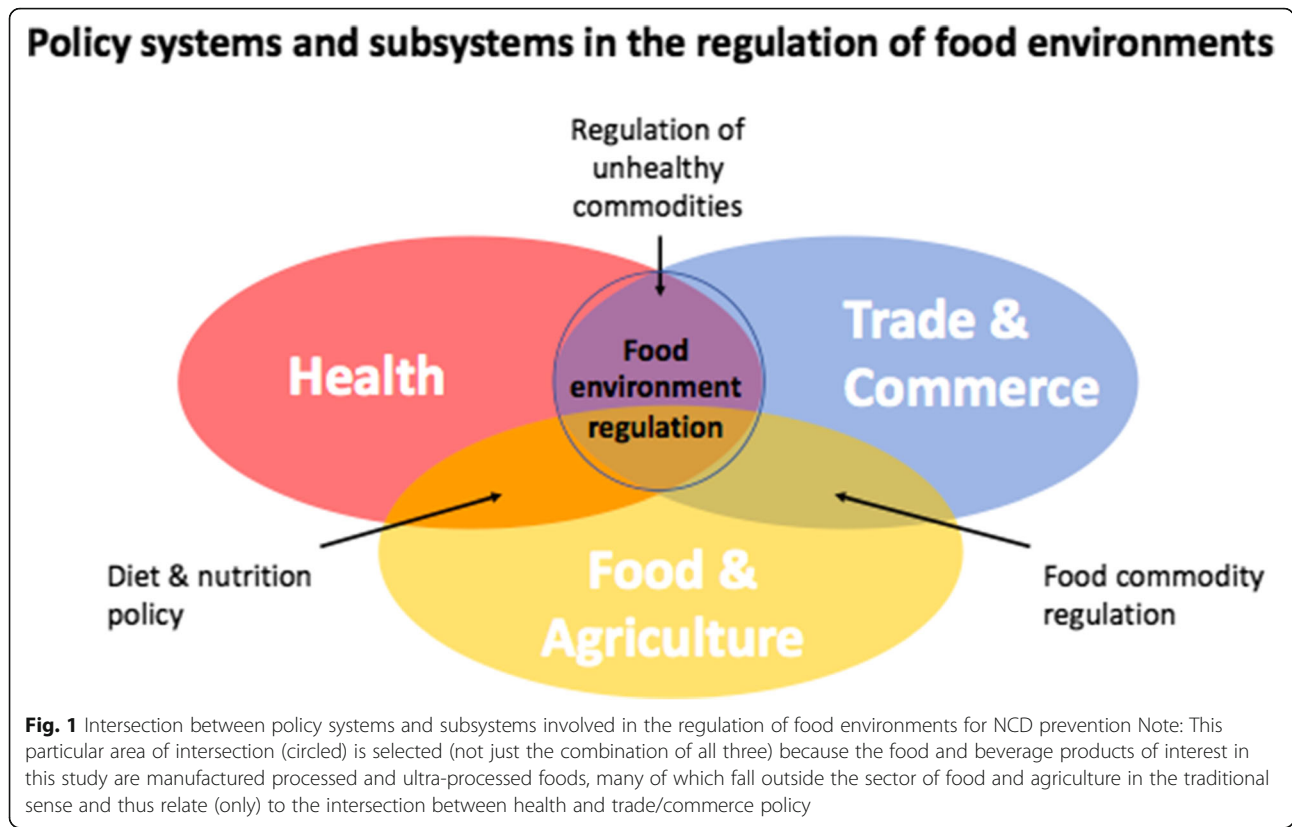 Policy systems and subsystems in the regulation of food environments
Regulation of
unhealthy
commodities
Health
Trade &
Commerce
Food
environment
regulation
Diet & nutrition
policy
Food &
Agriculture
Food commodity
regulation
Fig. 1 Intersection between policy systems and subsystems involved in the regulation of food environments for NCD prevention Note: This
particular area of intersection (circled) is selected (not just the combination of all three) because the food and beverage products of interest in
this study are manufactured processed and ultra-processed foods, many of which fall outside the sector of food and agriculture in the traditional
sense and thus relate (only) to the intersection between health and trade/commerce policy